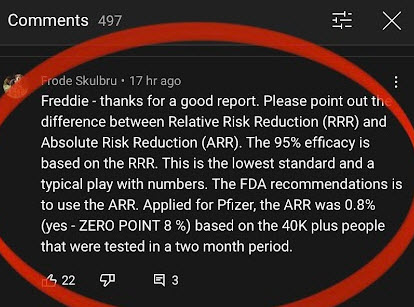 Comments 497
Frode Skulbru • 17 hr ago
Freddie - thanks for a good report. Please point out the
difference between Relative Risk Reduction (RRR) and
Absolute Risk Reduction (ARR). The 95% efficacy is
based on the RRR. This is the lowest standard and a
typical play with numbers. The FDA recommendations is
to use the ARR. Applied for Pfizer, the ARR was 0.8%
(yes - ZERO POINT 8 %) based on the 40K plus people
that were tested in a two month period.
22 3